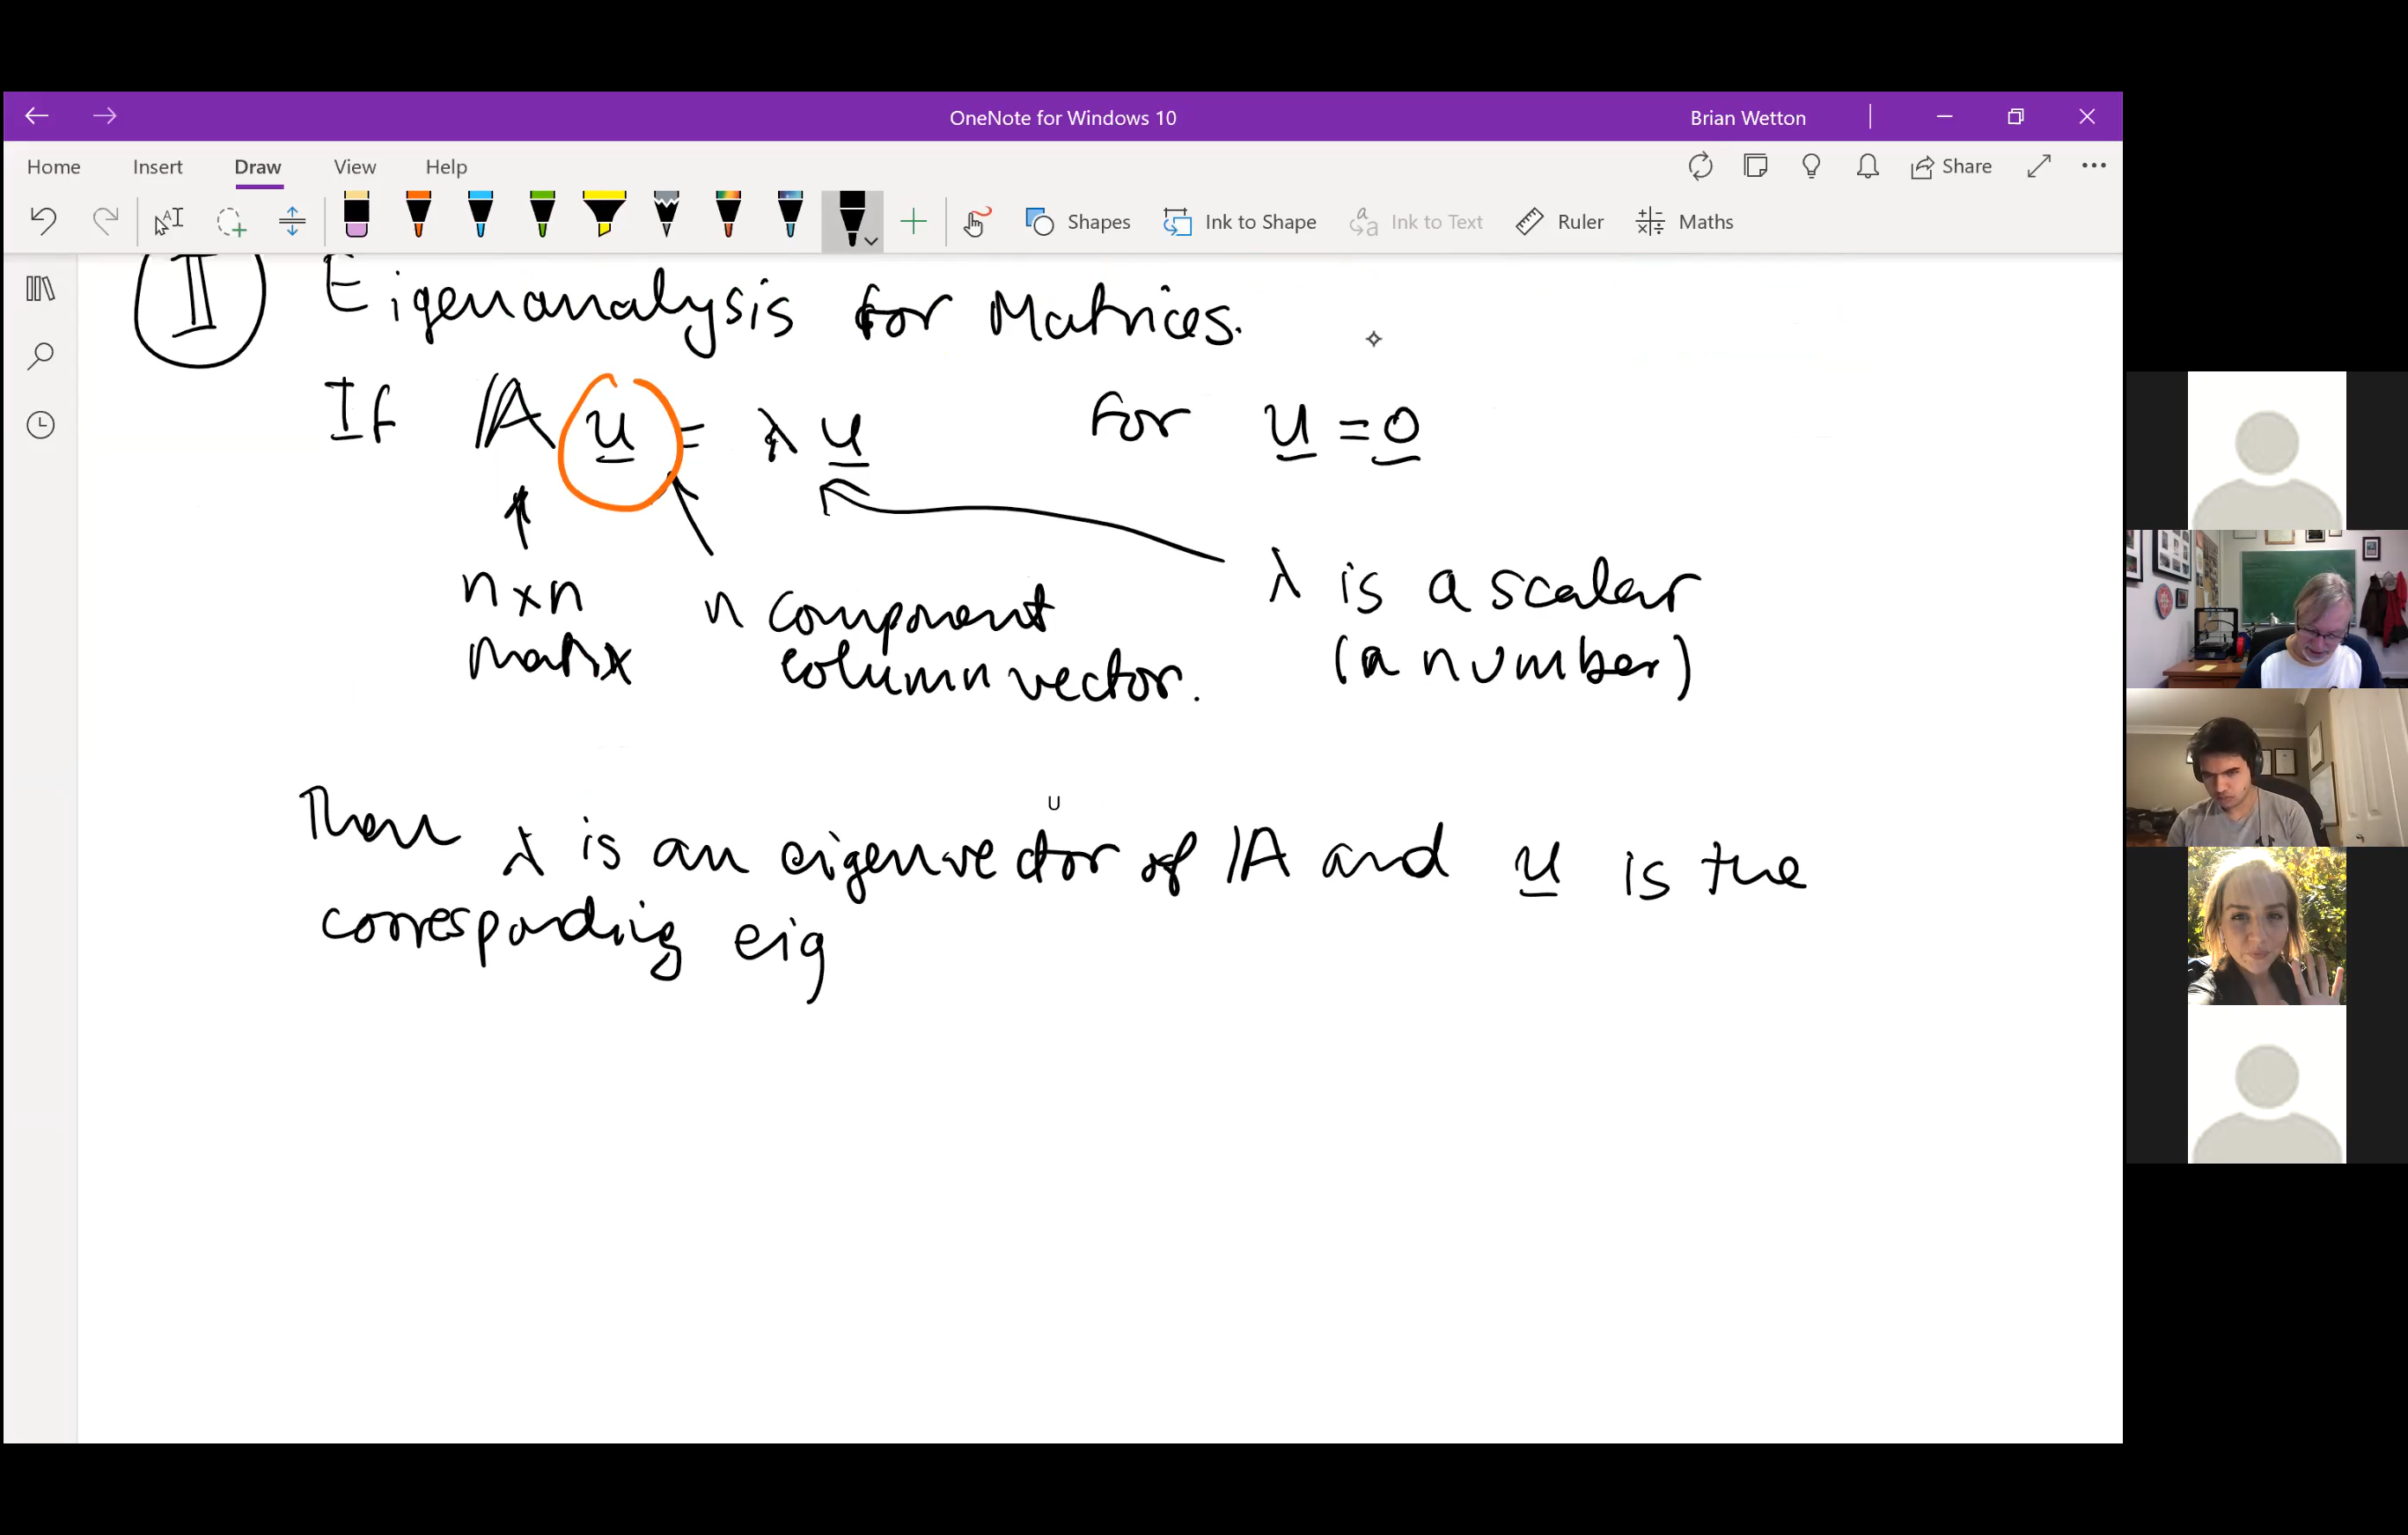 OneNote for Windows 10
Brian Wetton
Home Insert Draw View Help
Share
Shapes Ink to Shape Ink to Text Ruler Maths
I Eigenanalysis for Matrices.
If A u = λ u for u = 0
n×n n component λ is a scalar
matrix column vector. (a number)
Then λ is an eigenvector of A and u is the
corresponding eig